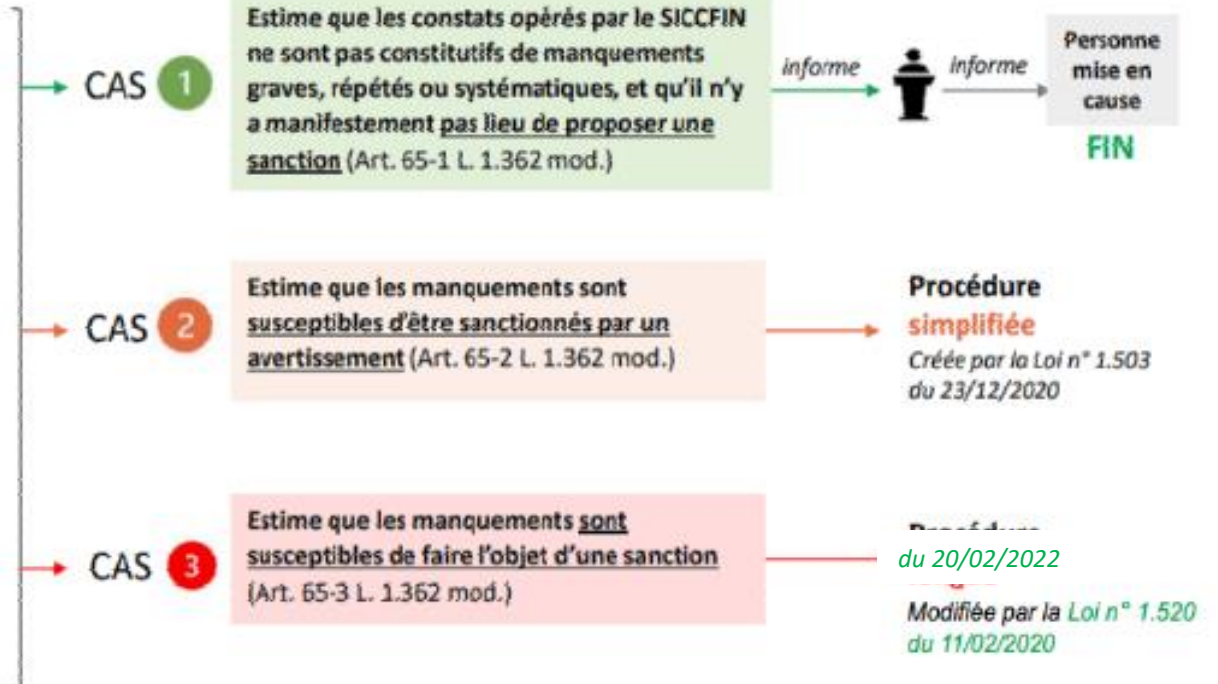 CAS 1
Estime que les constats opérés par le SICCFIN
ne sont pas constitutifs de manquements
graves, répétés ou systématiques, et qu'il n'y
a manifestement pas lieu de proposer une
sanction (Art. 65-1 L. 1.362 mod.)
informe
informe
Personne
mise en
cause
FIN
CAS 2
Estime que les manquements sont
susceptibles d'être sanctionnés par un
avertissement (Art. 65-2 L. 1.362 mod.)
Procédure
simplifiée
Créée par la Loi n° 1.503
du 23/12/2020
CAS 3
Estime que les manquements sont
susceptibles de faire l'objet d'une sanction
(Art. 65-3 L. 1.362 mod.)
du 20/02/2022
Modifiée par la Loi n° 1.520
du 11/02/2020